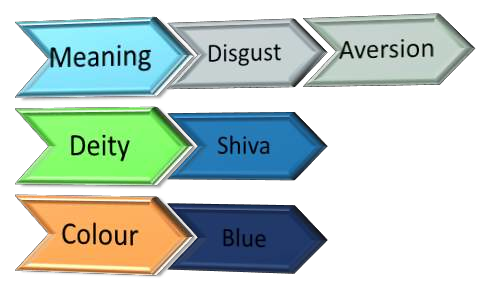 Meaning Disgust Aversion
Deity Shiva
Colour Blue